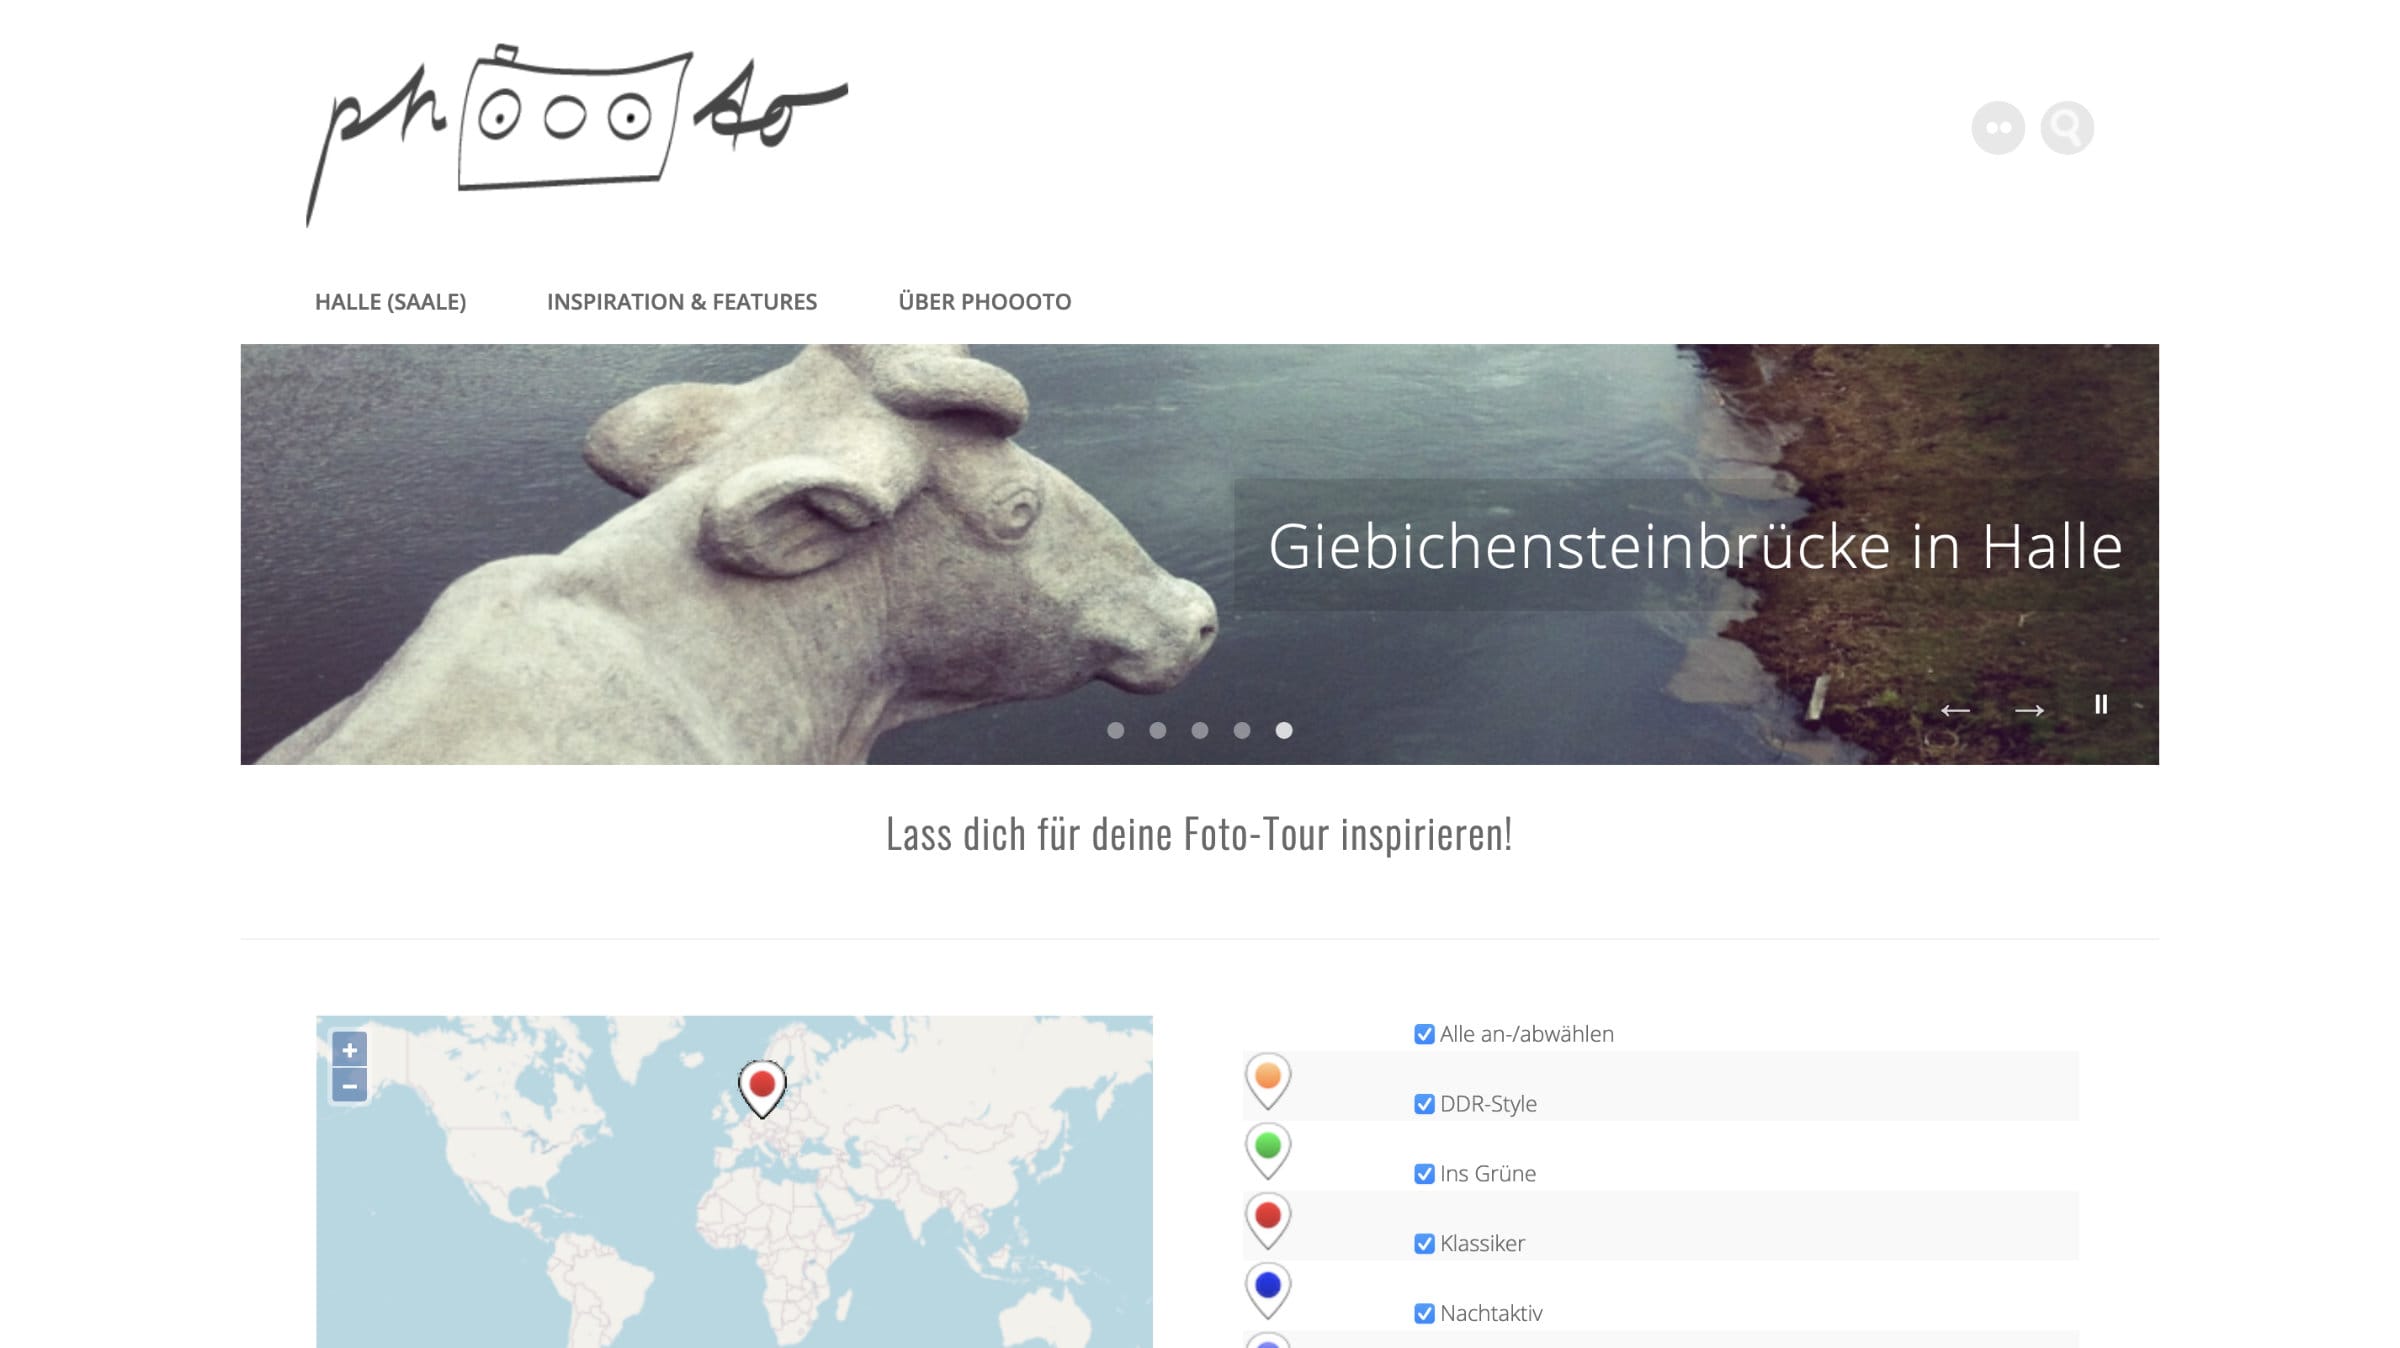 phoooto
HALLE (SAALE) INSPIRATION & FEATURES ÜBER PHOOOTO
Giebichensteinbrücke in Halle
Lass dich für deine Foto-Tour inspirieren!
Alle an-/abwählen
DDR-Style
Ins Grüne
Klassiker
Nachtaktiv